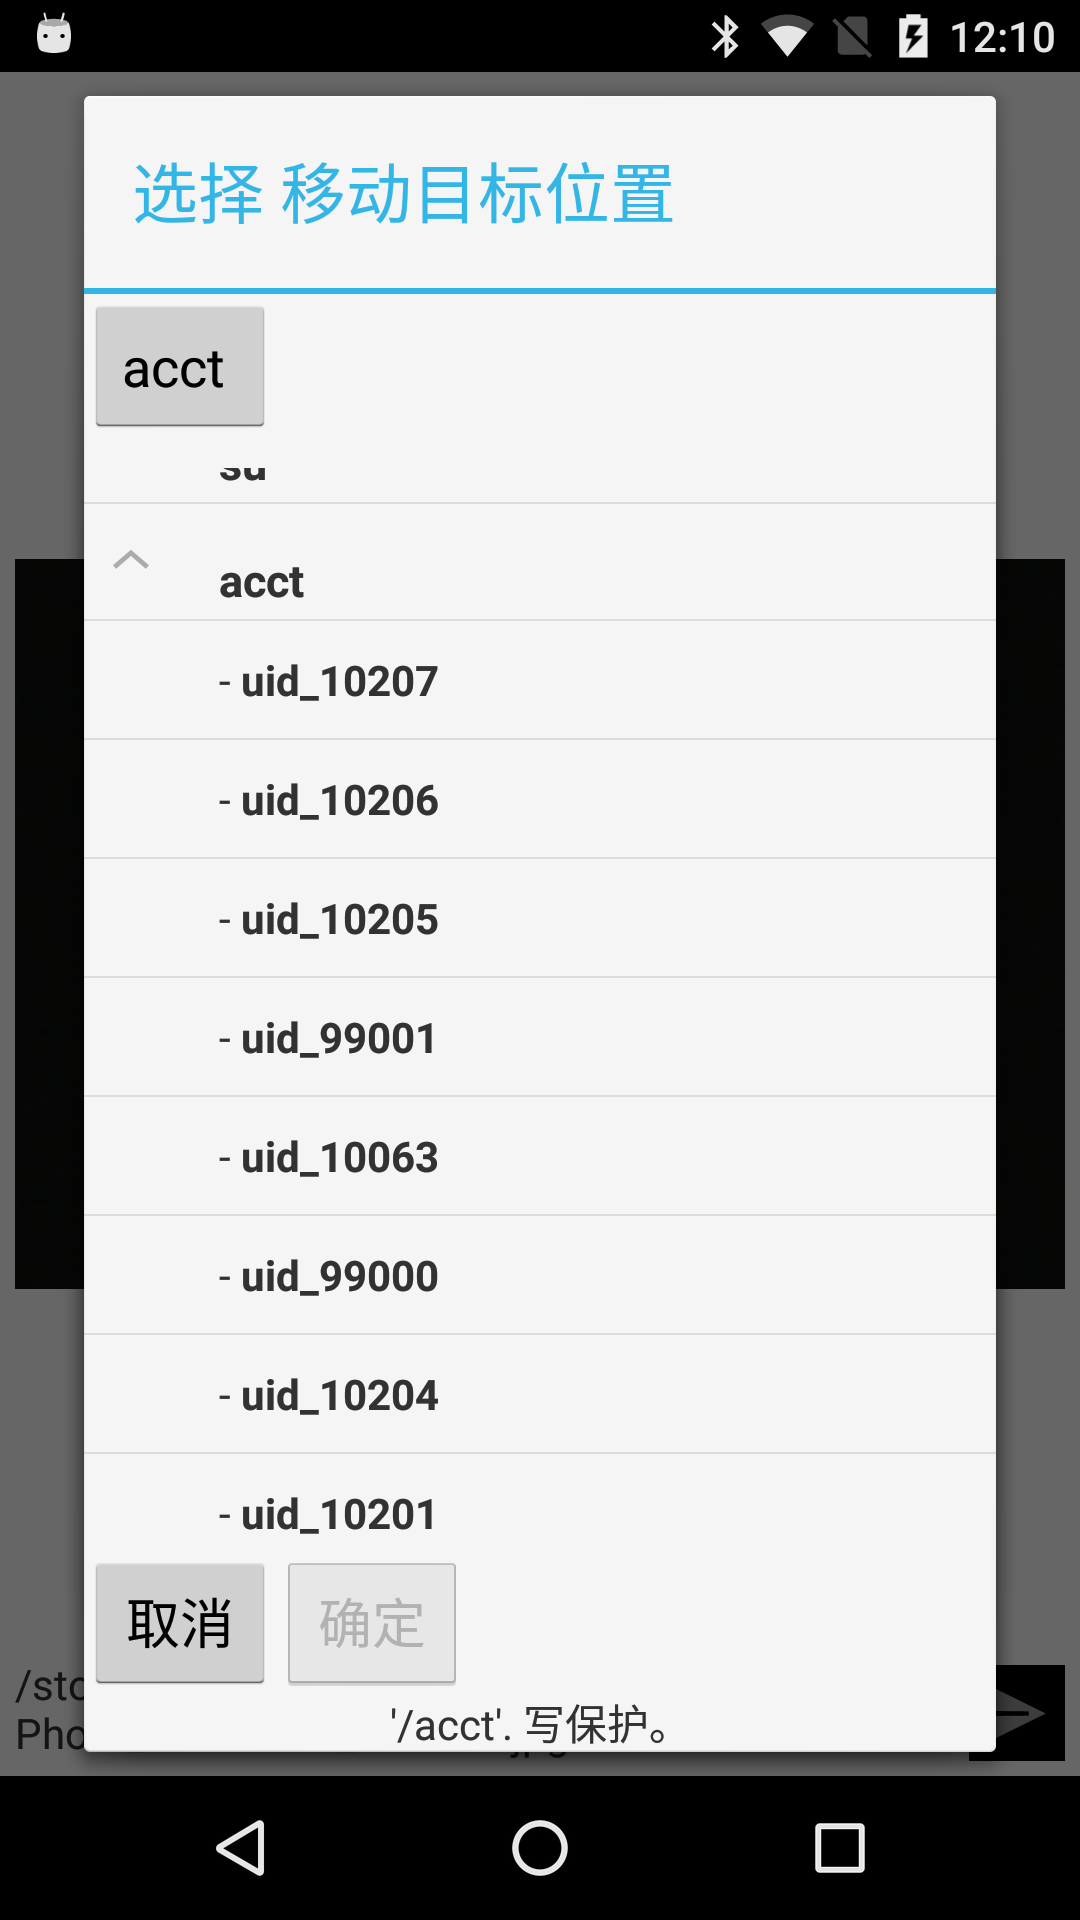 12:10
选择 移动目标位置
acct
su
acct
- uid_10207
- uid_10206
- uid_10205
- uid_99001
- uid_10063
- uid_99000
- uid_10204
- uid_10201
取消 确定
/sto
Pho
'/acct'. 写保护。